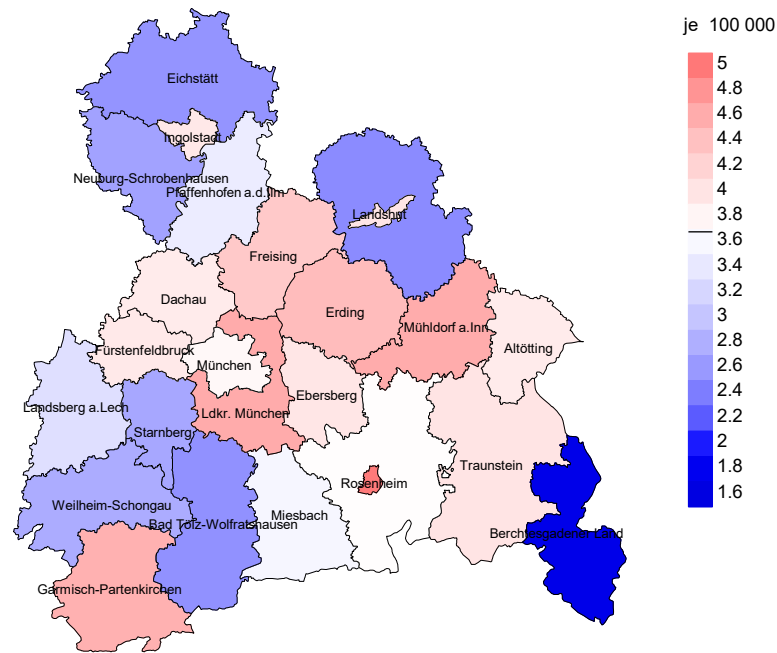 je 100 000
5
4.8
4.6
4.4
4.2
4
3.8
3.6
3.4
3.2
3
2.8
2.6
2.4
2.2
2
1.8
1.6
Eichstätt
Ingolstadt
Neuburg-Schrobenhausen
Pfaffenhofen a.d.Ilm
Landshut
Freising
Dachau
Erding
Mühldorf a.Inn
Altötting
Fürstenfeldbruck
München
Ebersberg
Landsberg a.Lech
Ldkr. München
Starnberg
Traunstein
Rosenheim
Weilheim-Schongau
Miesbach
Bad Tölz-Wolfratshausen
Berchtesgadener Land
Garmisch-Partenkirchen